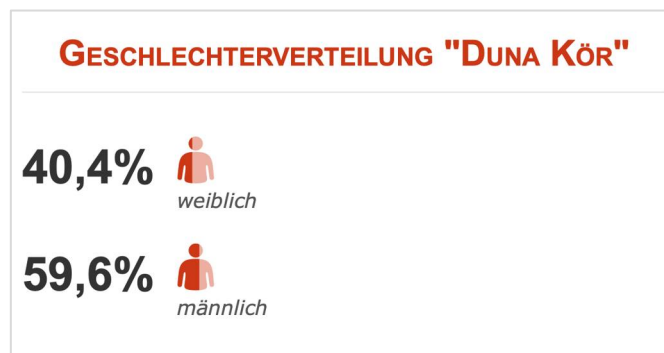 Geschlechterverteilung "Duna Kör"
40,4%
weiblich
59,6%
männlich